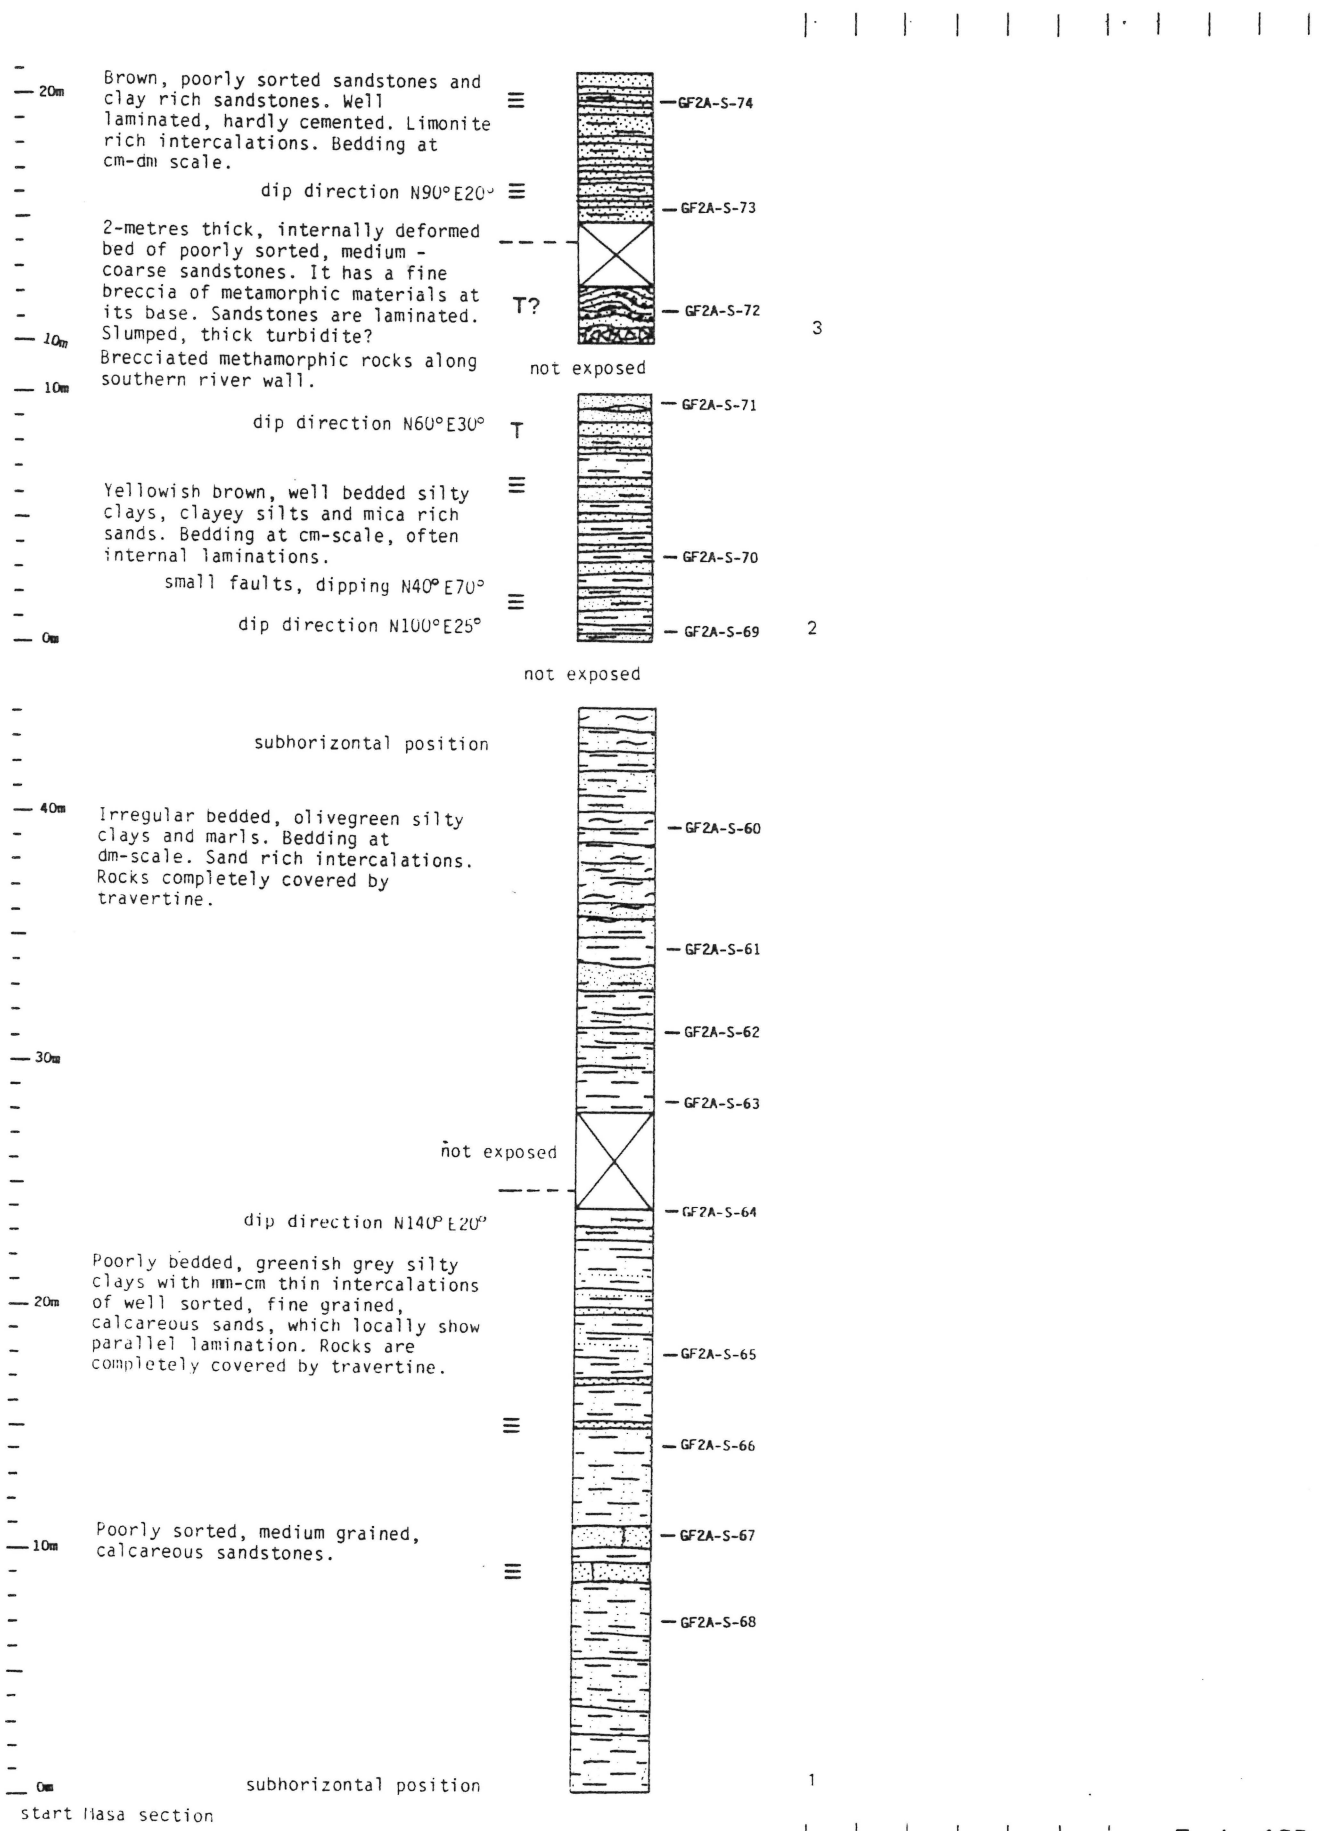 20m
Brown, poorly sorted sandstones and
clay rich sandstones. Well
laminated, hardly cemented. Limonite
rich intercalations. Bedding at
cm-dm scale.
GF2A-S-74
dip direction N90°E20°
GF2A-S-73
2-metres thick, internally deformed
bed of poorly sorted, medium -
coarse sandstones. It has a fine
breccia of metamorphic materials at
its base. Sandstones are laminated.
Slumped, thick turbidite?
T?
GF2A-S-72
3
10m
Brecciated methamorphic rocks along
southern river wall.
not exposed
10m
GF2A-S-71
dip direction N60°E30°
T
Yellowish brown, well bedded silty
clays, clayey silts and mica rich
sands. Bedding at cm-scale, often
internal laminations.
GF2A-S-70
small faults, dipping N40°E70°
dip direction N100°E25°
GF2A-S-69
2
0m
not exposed
subhorizontal position
40m
Irregular bedded, olivegreen silty
clays and marls. Bedding at
dm-scale. Sand rich intercalations.
Rocks completely covered by
travertine.
GF2A-S-60
GF2A-S-61
GF2A-S-62
30m
GF2A-S-63
not exposed
GF2A-S-64
dip direction N140°E20°
Poorly bedded, greenish grey silty
clays with mm-cm thin intercalations
of well sorted, fine grained,
calcareous sands, which locally show
parallel lamination. Rocks are
completely covered by travertine.
20m
GF2A-S-65
GF2A-S-66
Poorly sorted, medium grained,
calcareous sandstones.
GF2A-S-67
10m
GF2A-S-68
0m
subhorizontal position
1
start Masa section